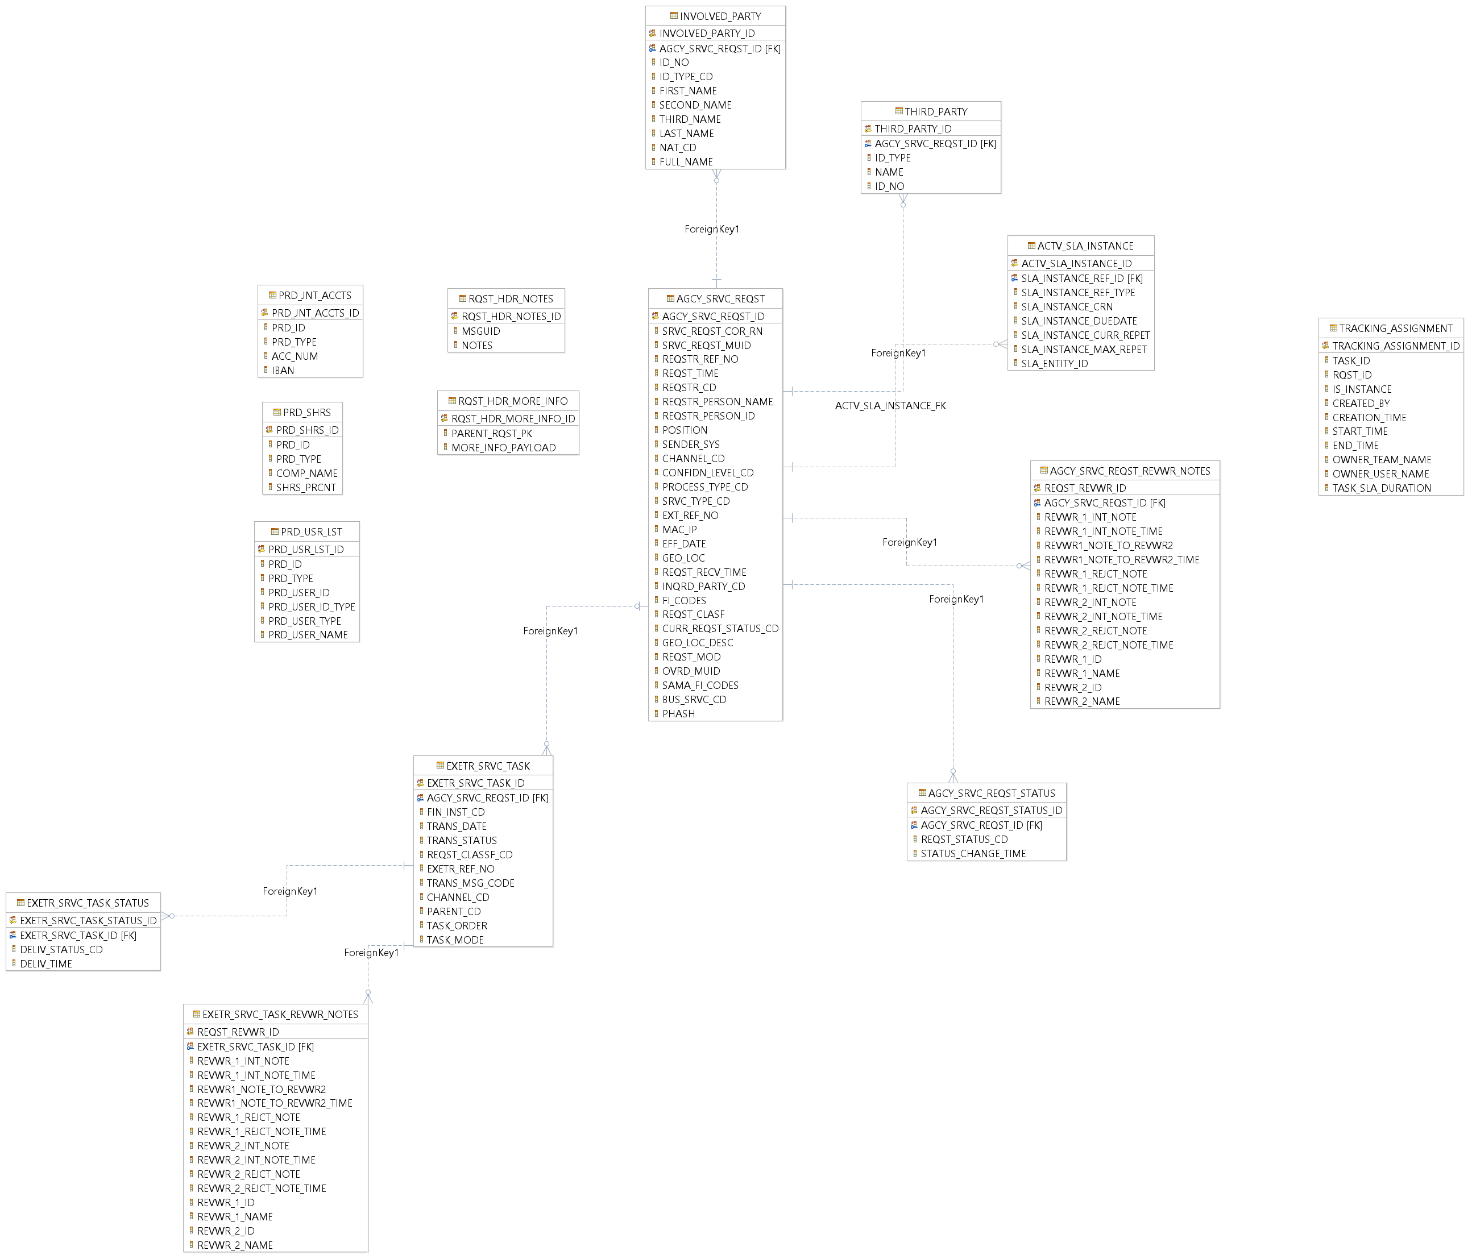 INVOLVED_PARTY
INVOLVED_PARTY_ID
AGCY_SRVC_REQST_ID [FK]
ID_NO
ID_TYPE_CD
FIRST_NAME
SECOND_NAME
THIRD_NAME
LAST_NAME
NAT_CD
FULL_NAME
ForeignKey1
THIRD_PARTY
THIRD_PARTY_ID
AGCY_SRVC_REQST_ID [FK]
ID_TYPE
NAME
ID_NO
ForeignKey1
ACTV_SLA_INSTANCE
ACTV_SLA_INSTANCE_ID
SLA_INSTANCE_REF_ID [FK]
SLA_INSTANCE_REF_TYPE
SLA_INSTANCE_CRN
SLA_INSTANCE_DUEDATE
SLA_INSTANCE_CURR_REPET
SLA_INSTANCE_MAX_REPET
SLA_ENTITY_ID
ACTV_SLA_INSTANCE_FK
PRD_JNT_ACCTS
PRD_JNT_ACCTS_ID
PRD_ID
PRD_TYPE
ACC_NUM
IBAN
RQST_HDR_NOTES
RQST_HDR_NOTES_ID
MSGUID
NOTES
AGCY_SRVC_REQST
AGCY_SRVC_REQST_ID
SRVC_REQST_COR_RN
SRVC_REQST_MUID
REQSTR_REF_NO
REQST_TIME
REQSTR_CD
REQSTR_PERSON_NAME
REQSTR_PERSON_ID
POSITION
SENDER_SYS
CHANNEL_CD
CONFIDN_LEVEL_CD
PROCESS_TYPE_CD
SRVC_TYPE_CD
EXT_REF_NO
MAC_IP
EFF_DATE
GEO_LOC
REQST_RECV_TIME
INQRD_PARTY_CD
FI_CODES
REQST_CLASF
CURR_REQST_STATUS_CD
GEO_LOC_DESC
REQST_MOD
OVRD_MUID
SAMA_FI_CODES
BUS_SRVC_CD
PHASH
TRACKING_ASSIGNMENT
TRACKING_ASSIGNMENT_ID
TASK_ID
RQST_ID
IS_INSTANCE
CREATED_BY
CREATION_TIME
START_TIME
END_TIME
OWNER_TEAM_NAME
OWNER_USER_NAME
TASK_SLA_DURATION
PRD_SHRS
PRD_SHRS_ID
PRD_ID
PRD_TYPE
COMP_NAME
SHRS_PRCNT
RQST_HDR_MORE_INFO
RQST_HDR_MORE_INFO_ID
PARENT_RQST_PK
MORE_INFO_PAYLOAD
AGCY_SRVC_REQST_REVWR_NOTES
REQST_REVWR_ID
AGCY_SRVC_REQST_ID [FK]
REVWR_1_INT_NOTE
REVWR_1_INT_NOTE_TIME
REVWR1_NOTE_TO_REVWR2
REVWR1_NOTE_TO_REVWR2_TIME
REVWR_1_REJCT_NOTE
REVWR_1_REJCT_NOTE_TIME
REVWR_2_INT_NOTE
REVWR_2_INT_NOTE_TIME
REVWR_2_REJCT_NOTE
REVWR_2_REJCT_NOTE_TIME
REVWR_1_ID
REVWR_1_NAME
REVWR_2_ID
REVWR_2_NAME
ForeignKey1
PRD_USR_LST
PRD_USR_LST_ID
PRD_ID
PRD_TYPE
PRD_USER_ID
PRD_USER_ID_TYPE
PRD_USER_TYPE
PRD_USER_NAME
ForeignKey1
ForeignKey1
EXETR_SRVC_TASK
EXETR_SRVC_TASK_ID
AGCY_SRVC_REQST_ID [FK]
FIN_INST_CD
TRANS_DATE
TRANS_STATUS
REQST_CLASSF_CD
EXETR_REF_NO
TRANS_MSG_CODE
CHANNEL_CD
PARENT_CD
TASK_ORDER
TASK_MODE
AGCY_SRVC_REQST_STATUS
AGCY_SRVC_REQST_STATUS_ID
AGCY_SRVC_REQST_ID [FK]
REQST_STATUS_CD
STATUS_CHANGE_TIME
ForeignKey1
EXETR_SRVC_TASK_STATUS
EXETR_SRVC_TASK_STATUS_ID
EXETR_SRVC_TASK_ID [FK]
DELIV_STATUS_CD
DELIV_TIME
ForeignKey1
EXETR_SRVC_TASK_REVWR_NOTES
REQST_REVWR_ID
EXETR_SRVC_TASK_ID [FK]
REVWR_1_INT_NOTE
REVWR_1_INT_NOTE_TIME
REVWR1_NOTE_TO_REVWR2
REVWR1_NOTE_TO_REVWR2_TIME
REVWR_1_REJCT_NOTE
REVWR_1_REJCT_NOTE_TIME
REVWR_2_INT_NOTE
REVWR_2_INT_NOTE_TIME
REVWR_2_REJCT_NOTE
REVWR_2_REJCT_NOTE_TIME
REVWR_1_ID
REVWR_1_NAME
REVWR_2_ID
REVWR_2_NAME